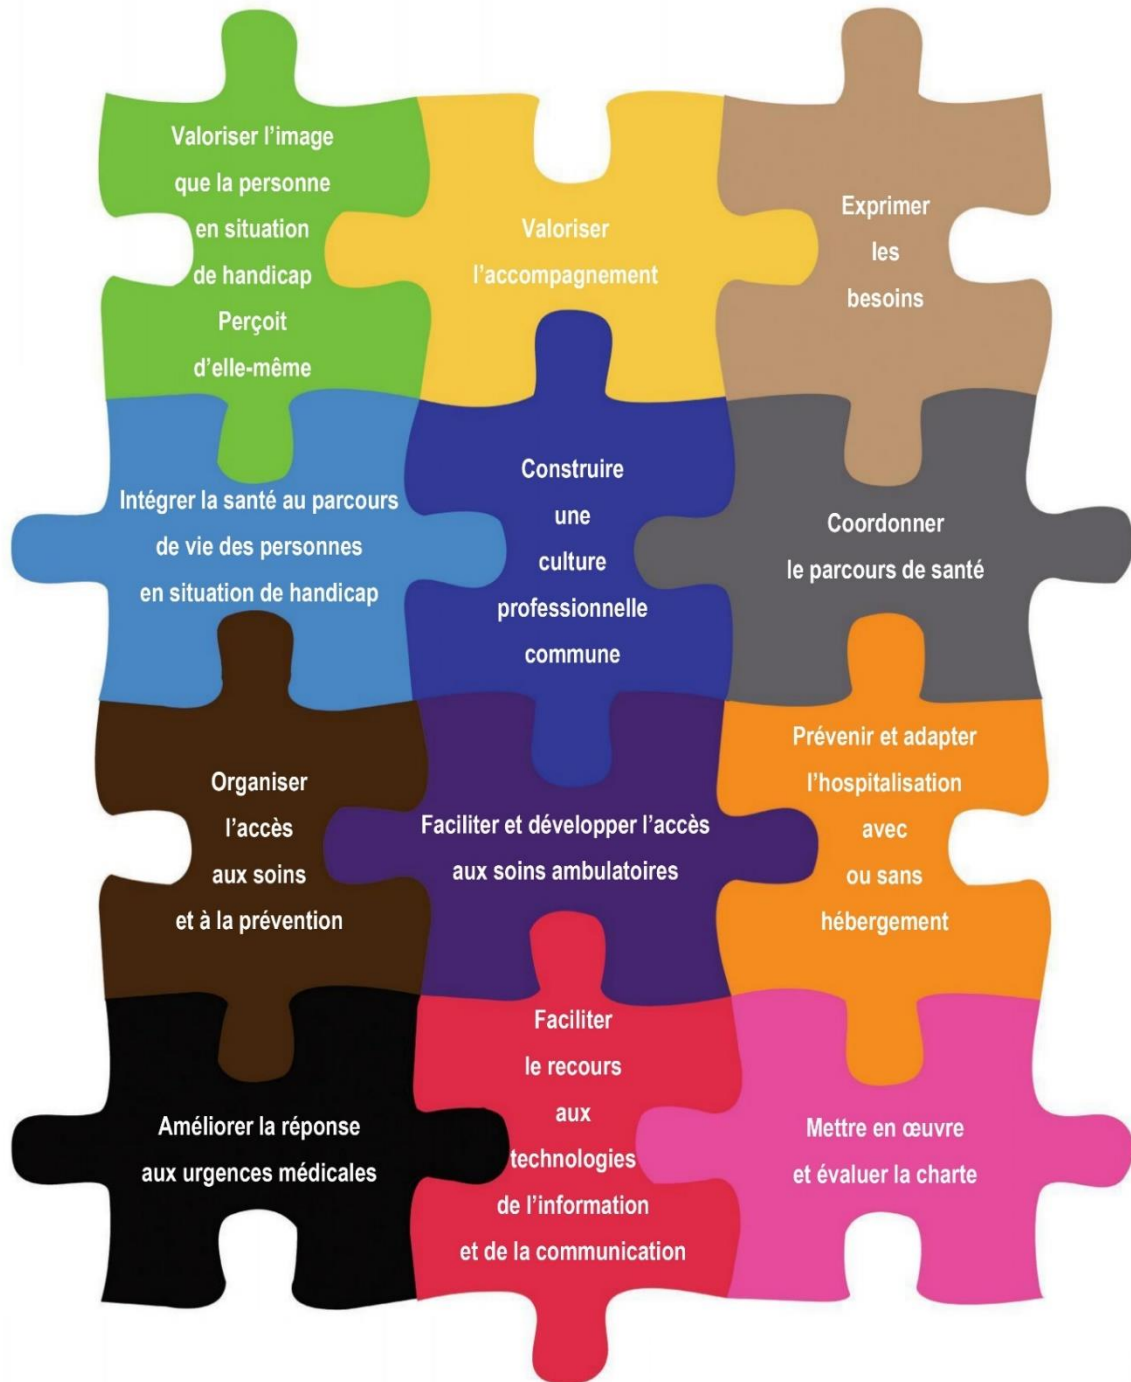 Valoriser l'image
que la personne
en situation
de handicap
Perçoit
d'elle-même
Valoriser
l'accompagnement
Exprimer
les
besoins
Intégrer la santé au parcours
de vie des personnes
en situation de handicap
Construire
une
culture
professionnelle
commune
Coordonner
le parcours de santé
Organiser
l'accès
aux soins
et à la prévention
Faciliter et développer l'accès
aux soins ambulatoires
Prévenir et adapter
l'hospitalisation
avec
ou sans
hébergement
Améliorer la réponse
aux urgences médicales
Faciliter
le recours
aux
technologies
de l'information
et de la communication
Mettre en œuvre
et évaluer la charte